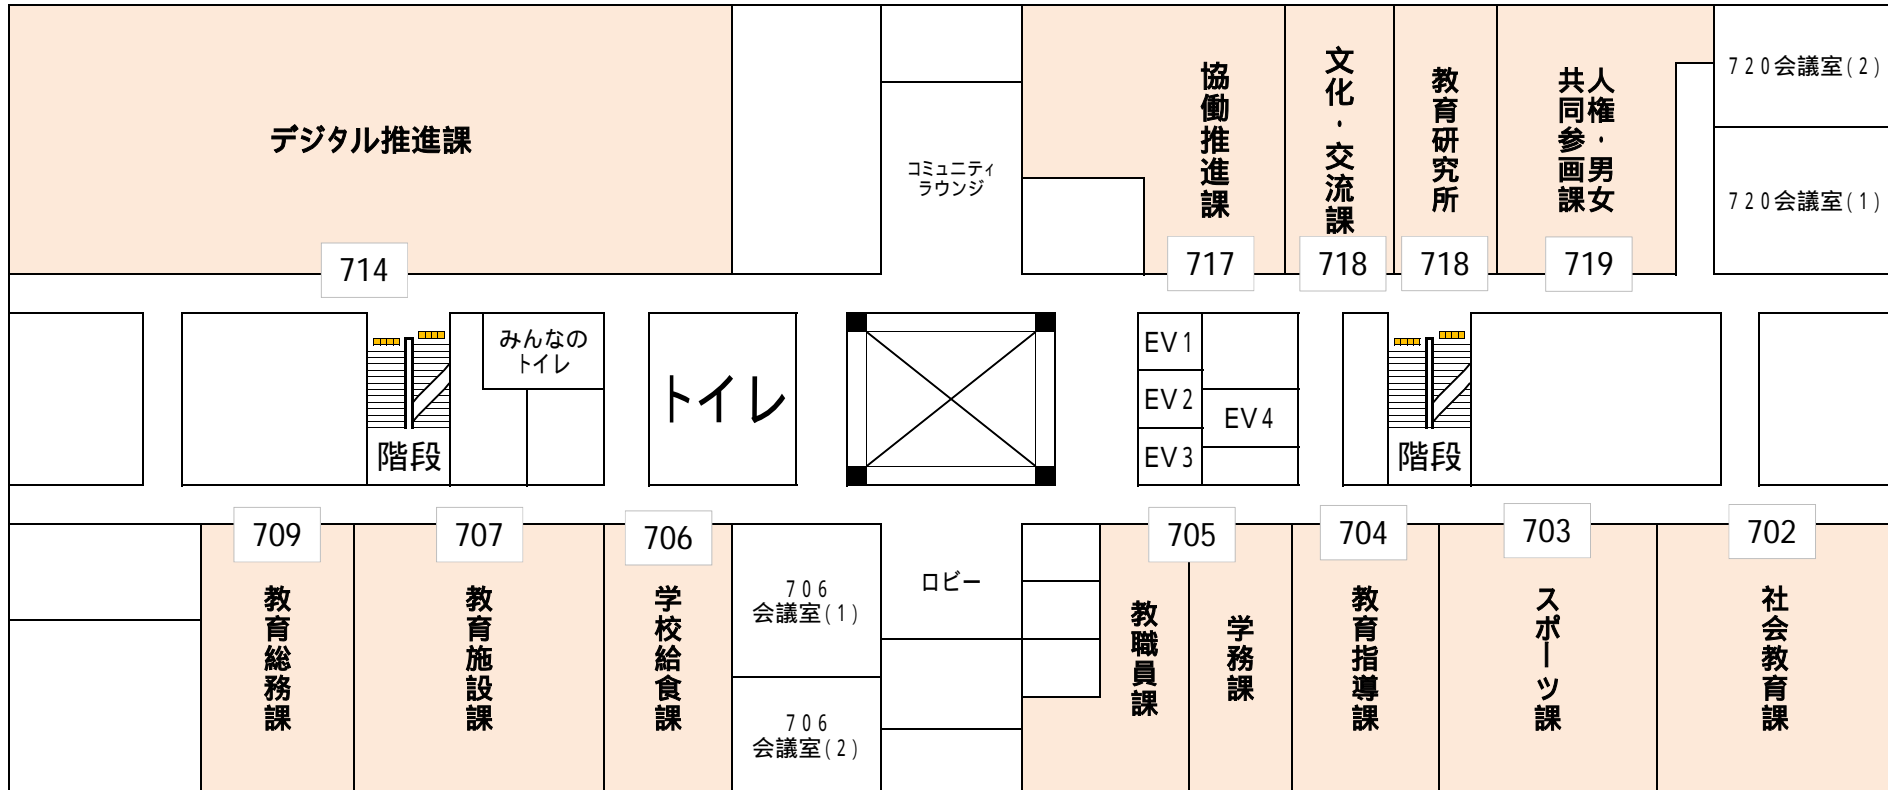 デジタル推進課
714
コミュニティ
ラウンジ
協働推進課
717
文化・交流課
718
教育研究所
718
人権・男女
共同参画課
719
720会議室(2)
720会議室(1)
階段
みんなの
トイレ
トイレ
EV1
EV2
EV3
EV4
階段
709
教育総務課
707
教育施設課
706
学校給食課
706
会議室(1)
706
会議室(2)
ロビー
705
教職員課
学務課
704
教育指導課
703
スポーツ課
702
社会教育課